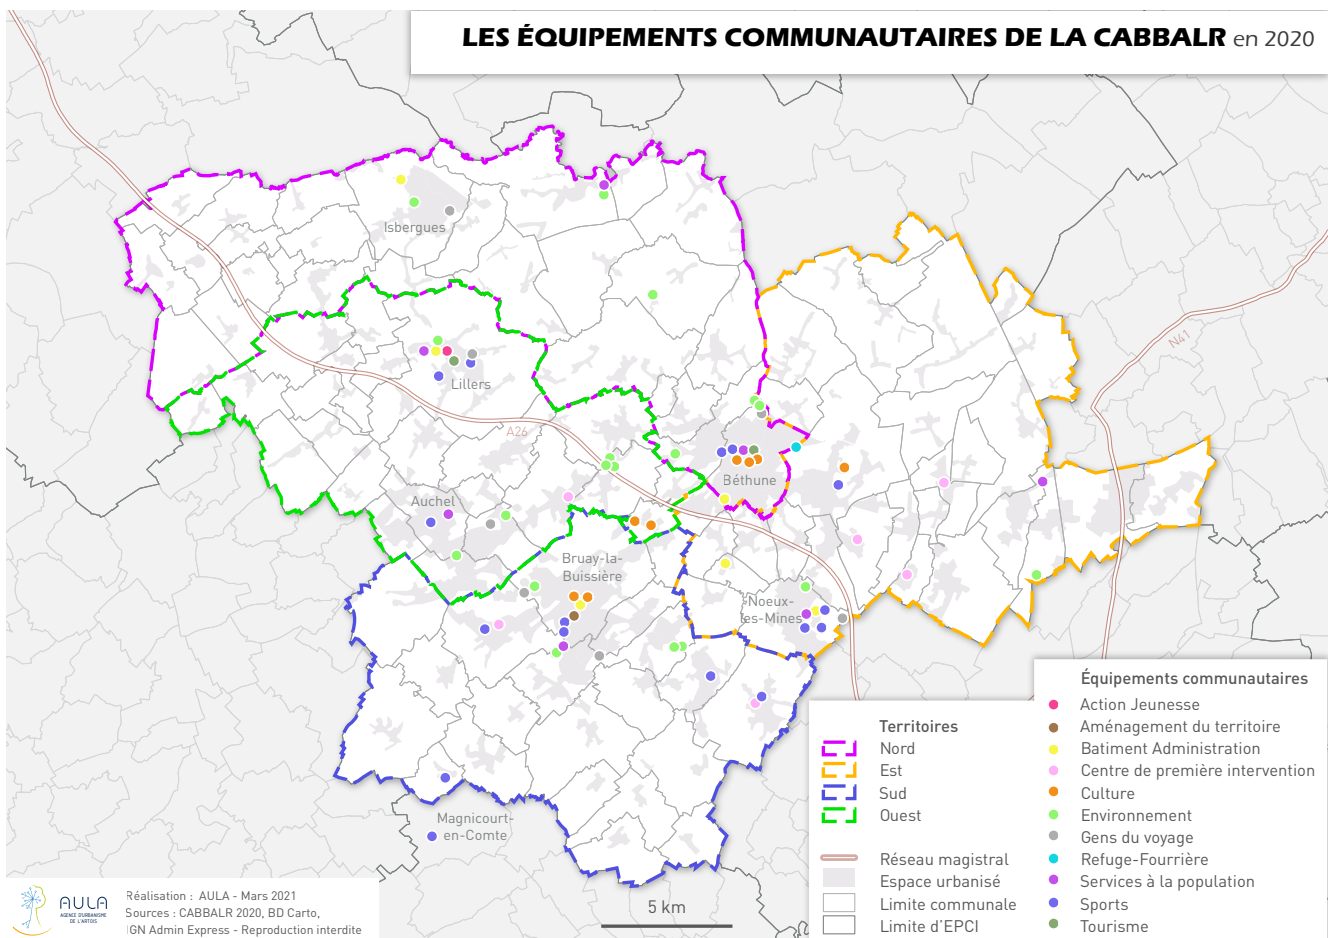 LES ÉQUIPEMENTS COMMUNAUTAIRES DE LA CABBALR en 2020
Isbergues
N41
Lillers
A26
Béthune
Auchel
Bruay-la-
Buissière
Noeux-
les-Mines
Magnicourt-
en-Comte
Territoires
Nord
Est
Sud
Ouest
Réseau magistral
Espace urbanisé
Limite communale
Limite d'EPCI
Équipements communautaires
Action Jeunesse
Aménagement du territoire
Batiment Administration
Centre de première intervention
Culture
Environnement
Gens du voyage
Refuge-Fourrière
Services à la population
Sports
Tourisme
5 km
AULA
AGENCE D'URBANISME
DE L'ARTOIS
Réalisation : AULA - Mars 2021
Sources : CABBALR 2020, BD Carto,
IGN Admin Express - Reproduction interdite